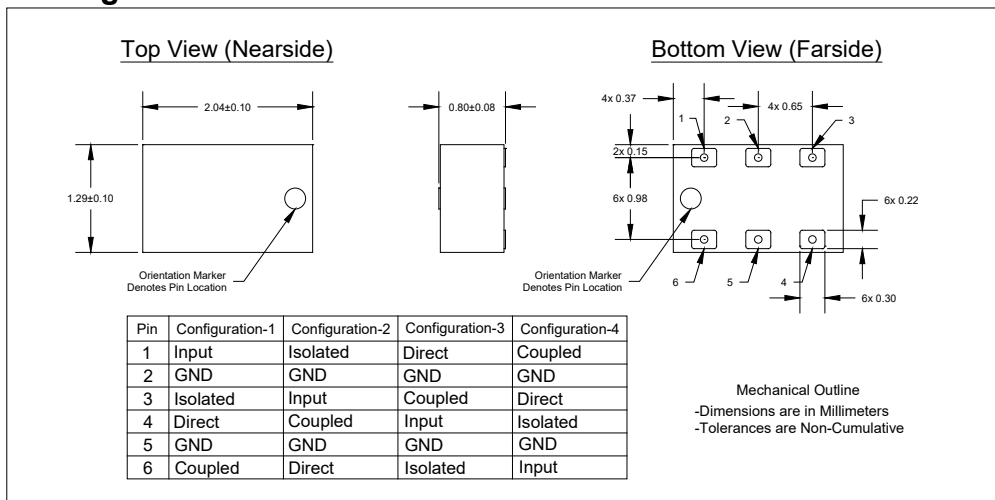 Top View (Nearside)
Bottom View (Farside)
2.04±0.10
0.80±0.08
4x 0.37
4x 0.65
1
2
3
2x 0.15
1.29±0.10
6x 0.98
6x 0.22
Orientation Marker
Denotes Pin Location
Orientation Marker
Denotes Pin Location
6
5
4
6x 0.30
Pin Configuration-1 Configuration-2 Configuration-3 Configuration-4
1 Input Isolated Direct Coupled
2 GND GND GND GND
3 Isolated Input Coupled Direct
4 Direct Coupled Input Isolated
5 GND GND GND GND
6 Coupled Direct Isolated Input
Mechanical Outline
-Dimensions are in Millimeters
-Tolerances are Non-Cumulative